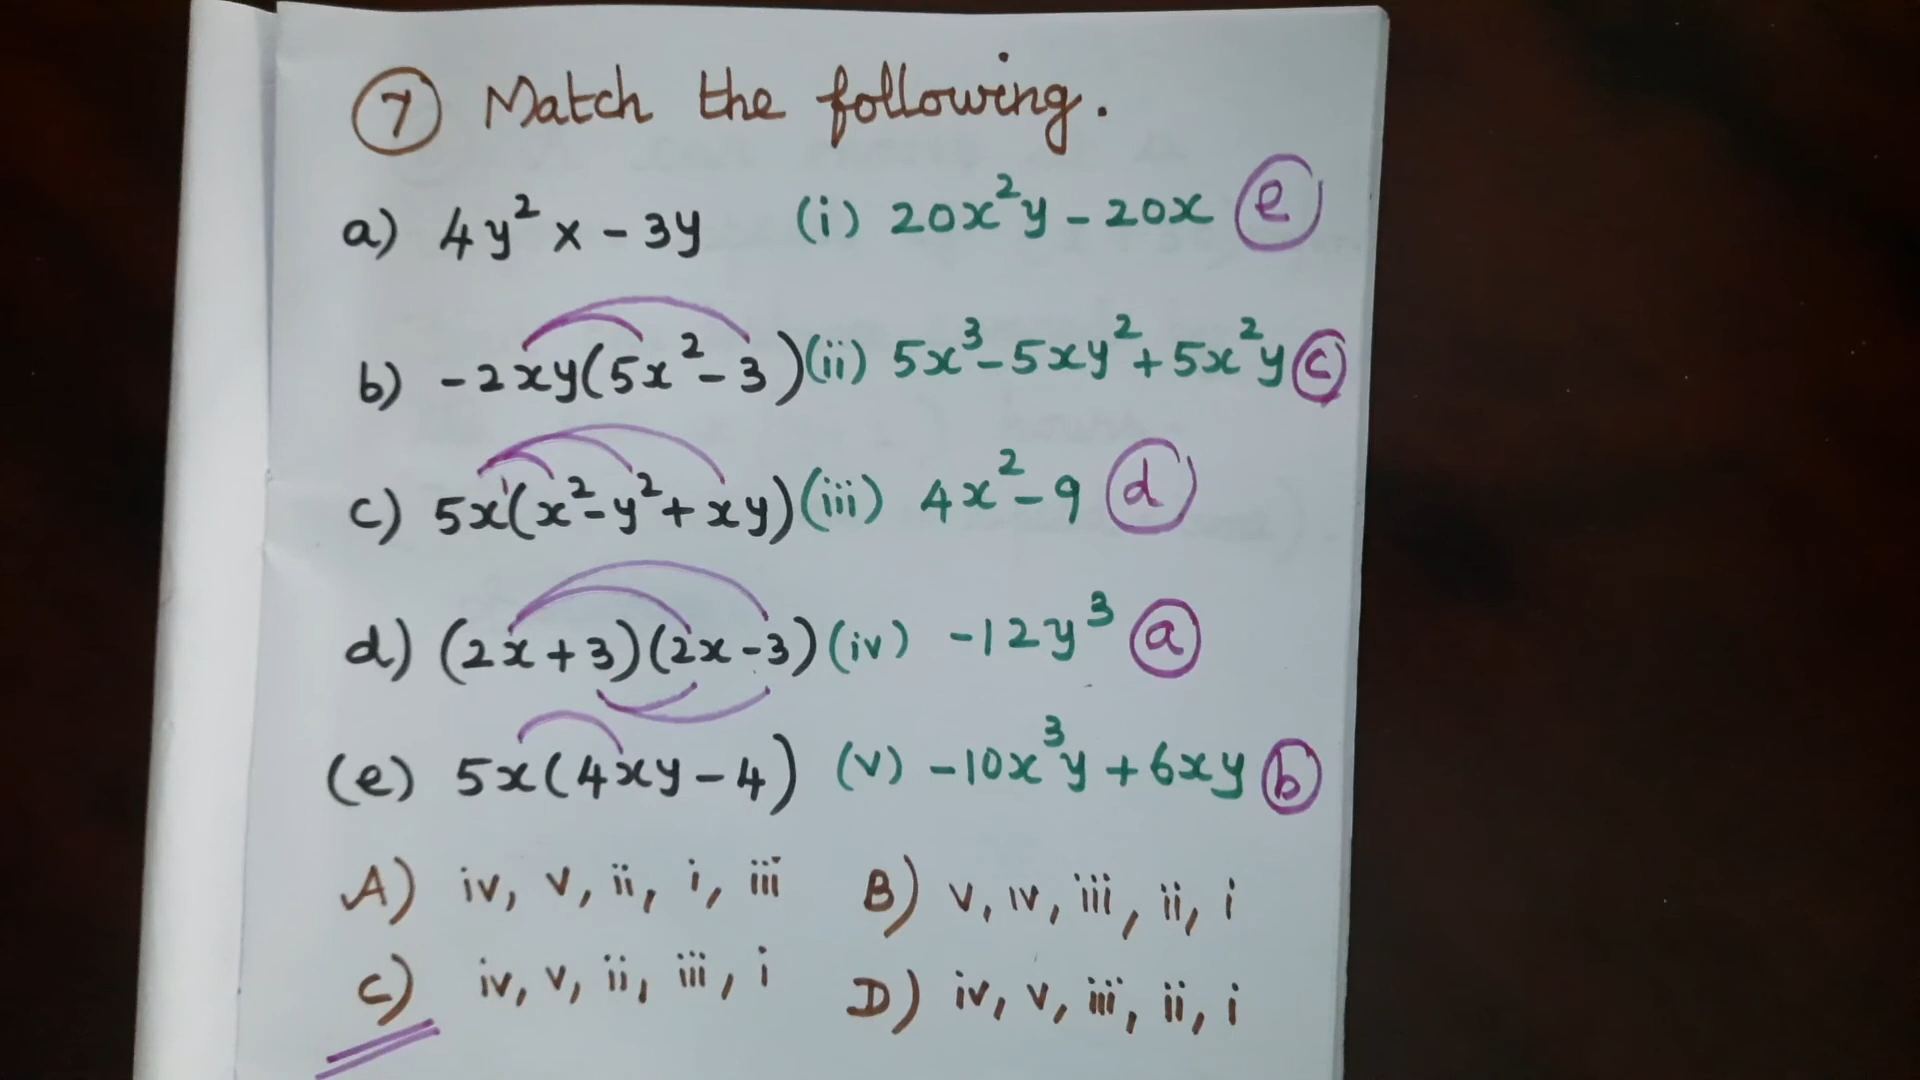 7 Match the following.
a) 4y² x - 3y (i) 20x²y - 20x e
b) -2xy(5x² - 3) (ii) 5x³ - 5xy² + 5x²y c
c) 5x(x² - y² + xy) (iii) 4x² - 9 d
d) (2x + 3)(2x - 3) (iv) -12y³ a
(e) 5x(4xy - 4) (v) -10x³y + 6xy b
A) iv, v, ii, i, iii B) v, iv, iii, ii, i
C) iv, v, ii, iii, i D) iv, v, iii, ii, i